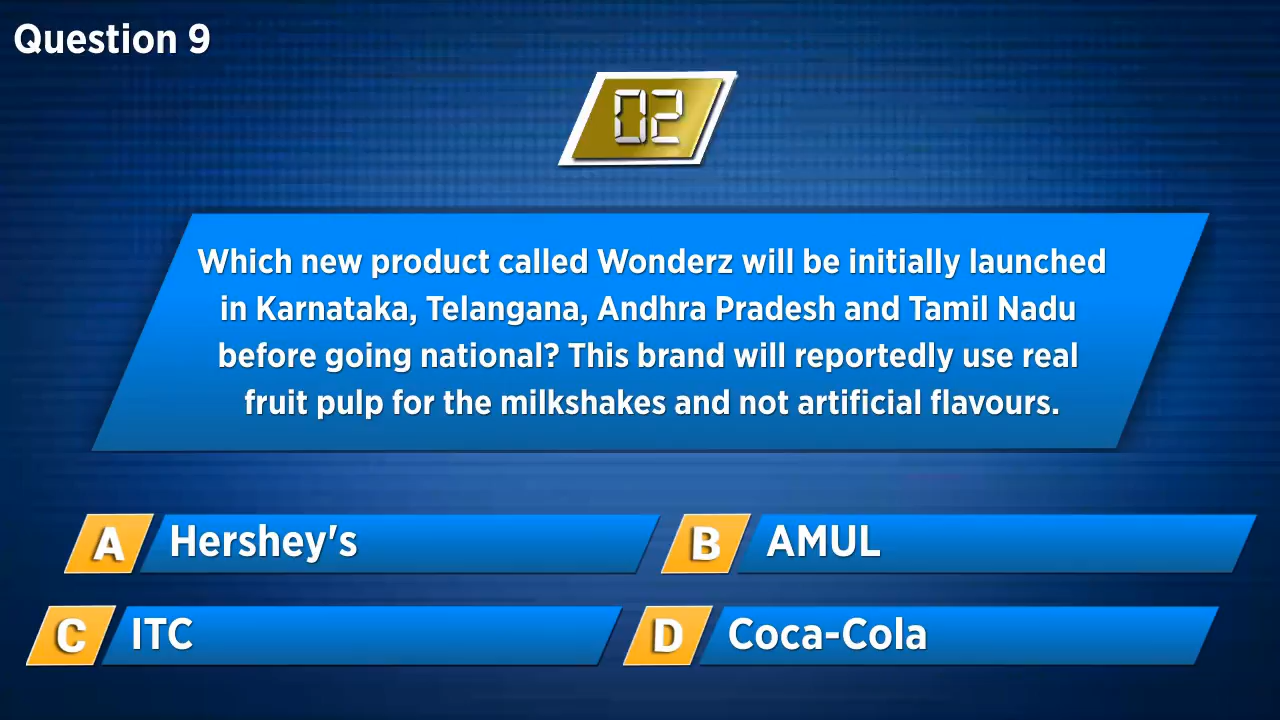 Question 9
02
Which new product called Wonderz will be initially launched
in Karnataka, Telangana, Andhra Pradesh and Tamil Nadu
before going national? This brand will reportedly use real
fruit pulp for the milkshakes and not artificial flavours.
A Hershey's
B AMUL
C ITC
D Coca-Cola